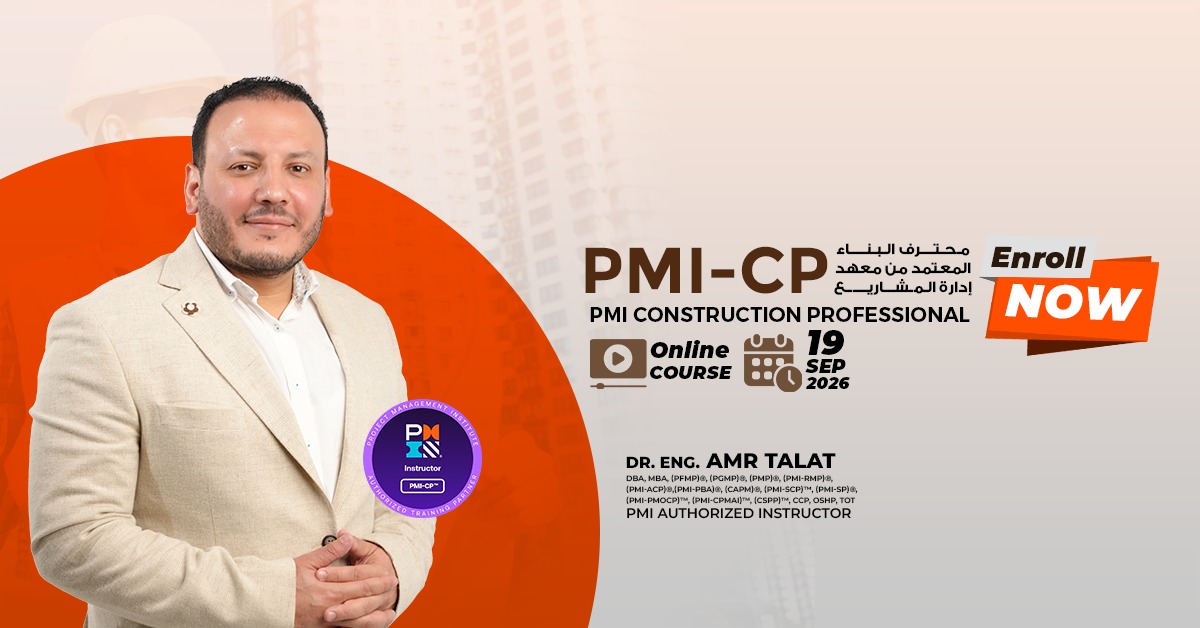 PMI-CP
محترف البناء
المعتمد من معهد
إدارة المشاريع
Enroll
NOW
PMI CONSTRUCTION PROFESSIONAL
Online
COURSE
19
SEP
2026
PROJECT MANAGEMENT INSTITUTE
PM
Instructor
PMI-CP™
AUTHORIZED TRAINING PARTNER
DR. ENG. AMR TALAT
DBA, MBA, (PFMP)®, (PGMP)®, (PMP)®, (PMI-RMP)®,
(PMI-ACP)®,(PMI-PBA)®, (CAPM)®, (PMI-SCP)™, (PMI-SP)®,
(PMI-PMOCP)™, (PMI-CPMAI)™, (CSPP)™, CCP, OSHP, TOT
PMI AUTHORIZED INSTRUCTOR